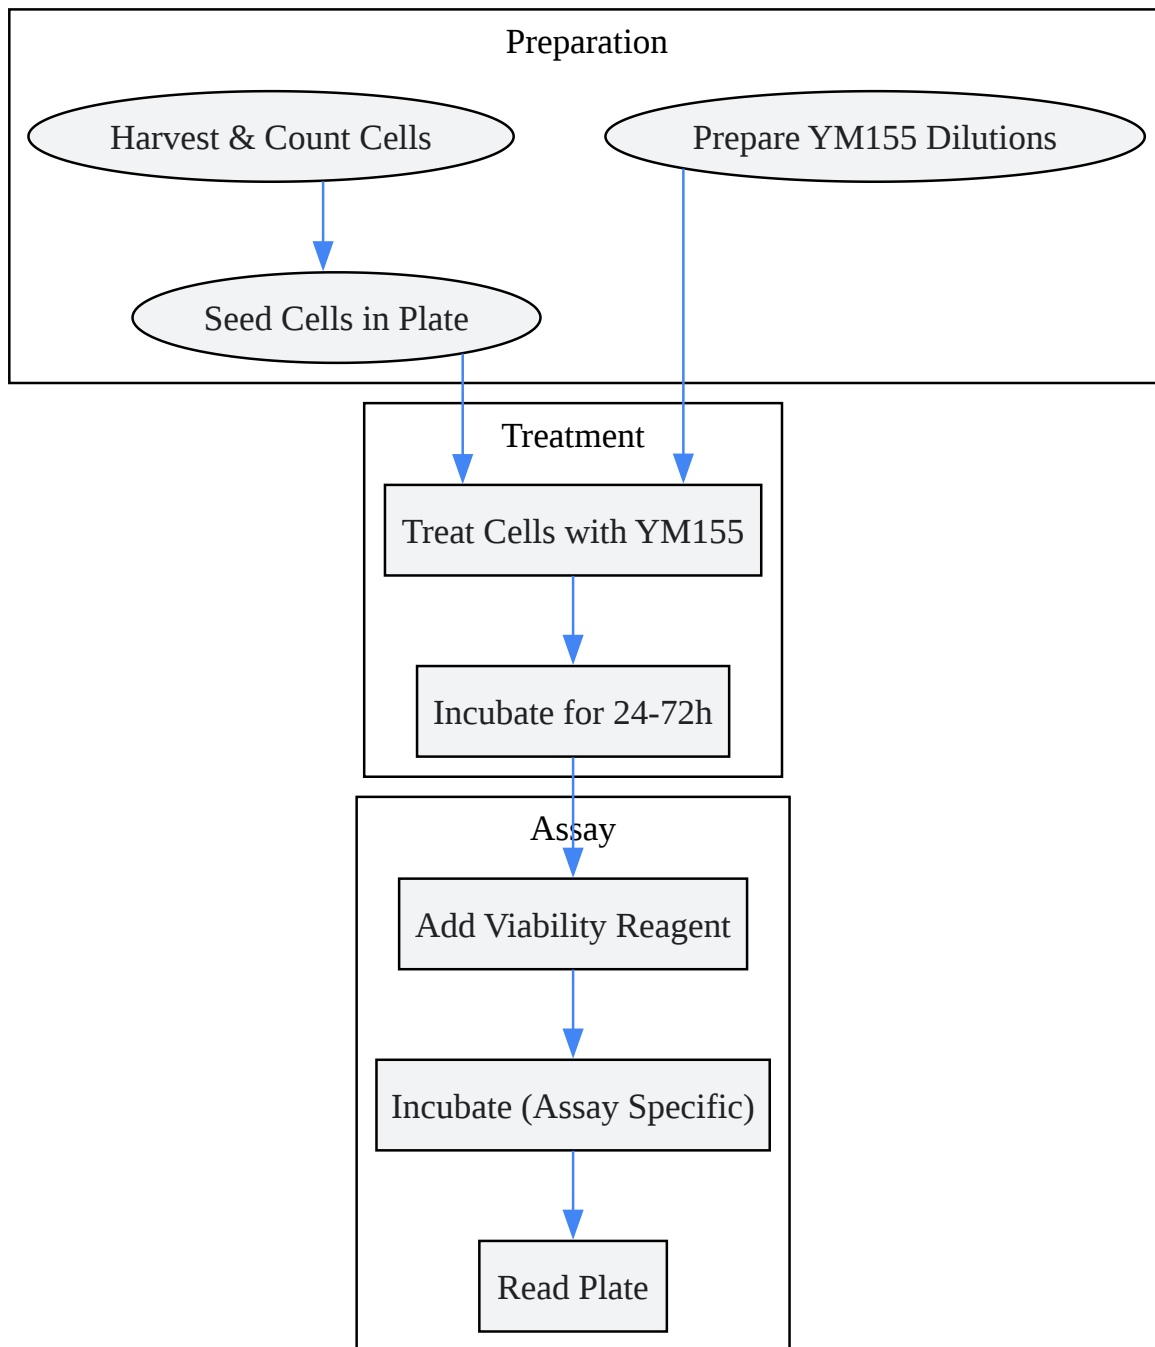 Preparation
Harvest & Count Cells
Prepare YM155 Dilutions
Seed Cells in Plate
Treatment
Treat Cells with YM155
Incubate for 24-72h
Assay
Add Viability Reagent
Incubate (Assay Specific)
Read Plate